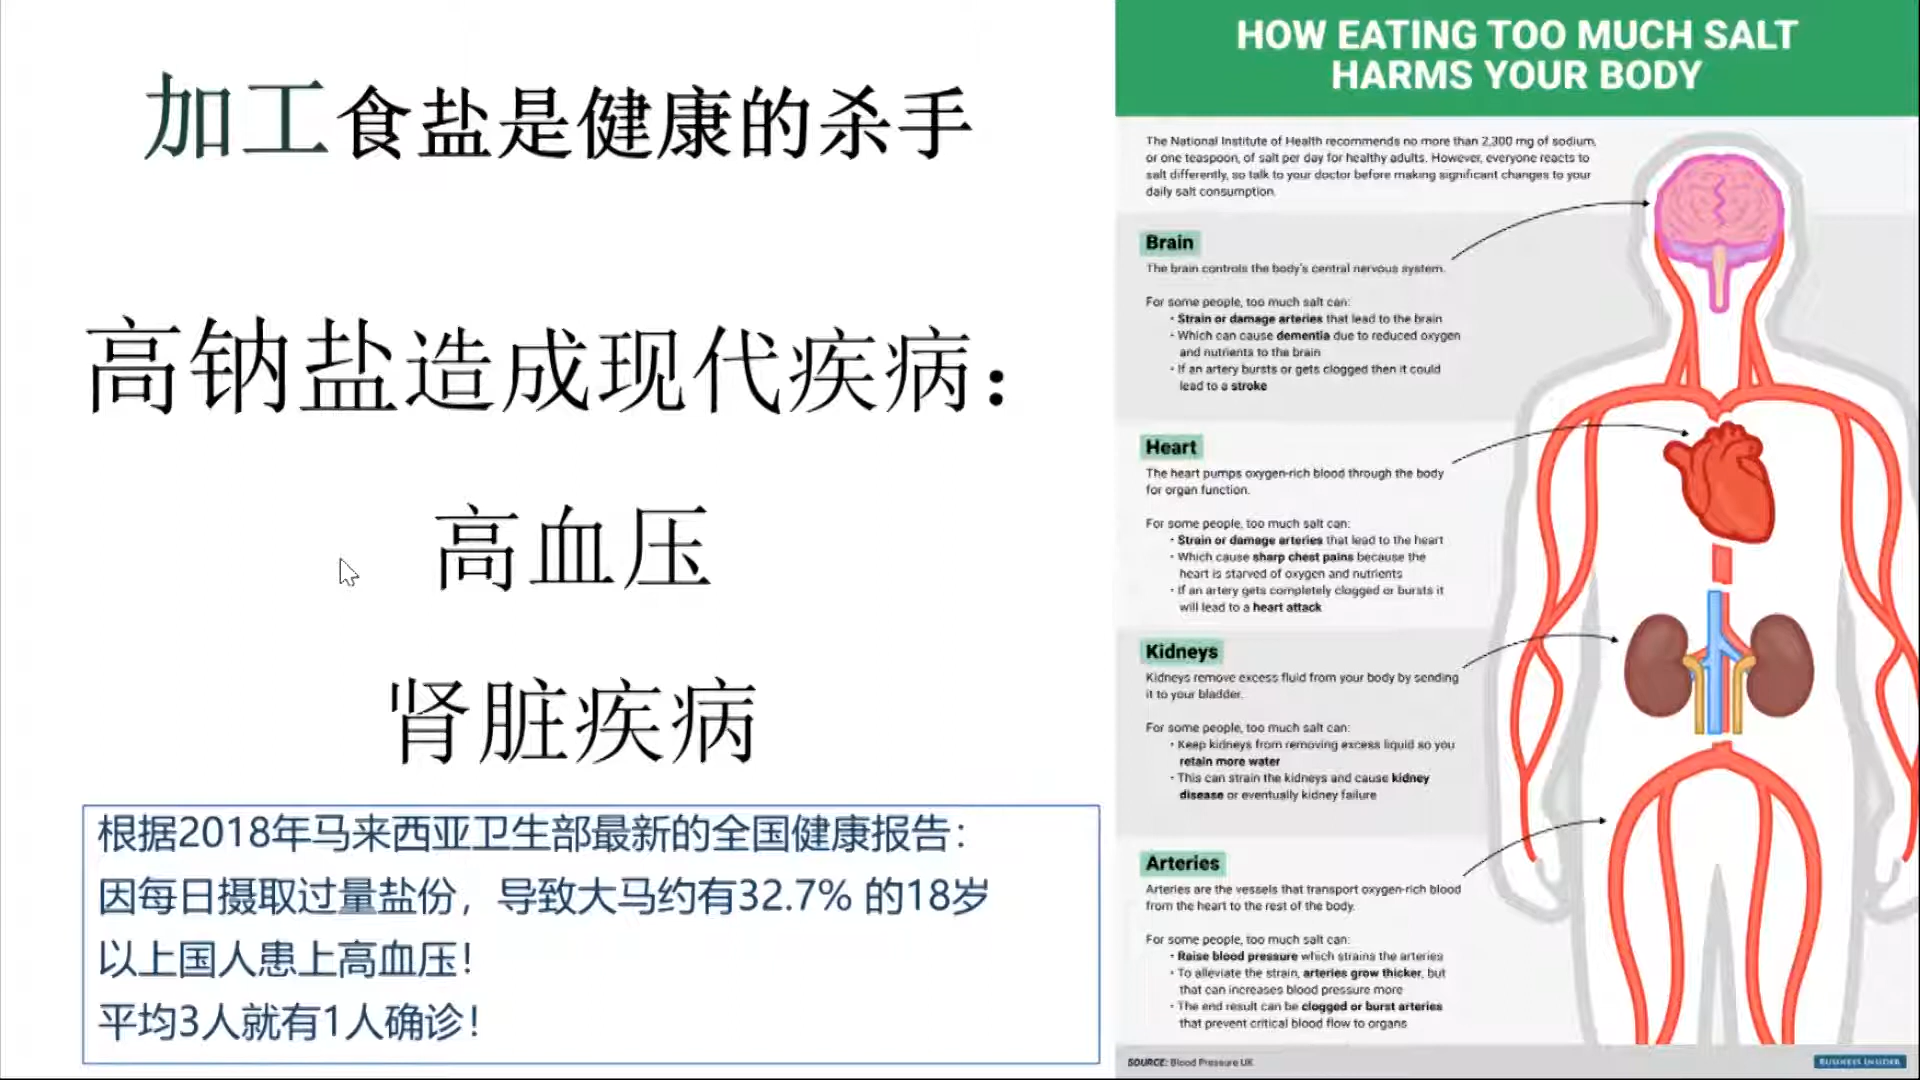 加工食盐是健康的杀手
高钠盐造成现代疾病：
高血压
肾脏疾病
根据2018年马来西亚卫生部最新的全国健康报告：
因每日摄取过量盐份，导致大马约有32.7% 的18岁
以上国人患上高血压！
平均3人就有1人确诊！
HOW EATING TOO MUCH SALT
HARMS YOUR BODY
The National Institute of Health recommends no more than 2,300 mg of sodium,
or one teaspoon, of salt per day for healthy adults. However, everyone reacts to
salt differently, so talk to your doctor before making significant changes to your
daily salt consumption.
Brain
The brain controls the body's central nervous system.
For some people, too much salt can:
• Strain or damage arteries that lead to the brain
• Which can cause dementia due to reduced oxygen
and nutrients to the brain
• If an artery bursts or gets clogged then it could
lead to a stroke
Heart
The heart pumps oxygen-rich blood through the body
for organ function.
For some people, too much salt can:
• Strain or damage arteries that lead to the heart
• Which cause sharp chest pains because the
heart is starved of oxygen and nutrients
• If an artery gets completely clogged or bursts it
will lead to a heart attack
Kidneys
Kidneys remove excess fluid from your body by sending
it to your bladder.
For some people, too much salt can:
• Keep kidneys from removing excess liquid so you
retain more water
• This can strain the kidneys and cause kidney
disease or eventually kidney failure
Arteries
Arteries are the vessels that transport oxygen-rich blood
from the heart to the rest of the body.
For some people, too much salt can:
• Raise blood pressure which strains the arteries
• To alleviate the strain, arteries grow thicker, but
that can increases blood pressure more
• The end result can be clogged or burst arteries
that prevent critical blood flow to organs
SOURCE: Blood Pressure UK
BUSINESS INSIDER